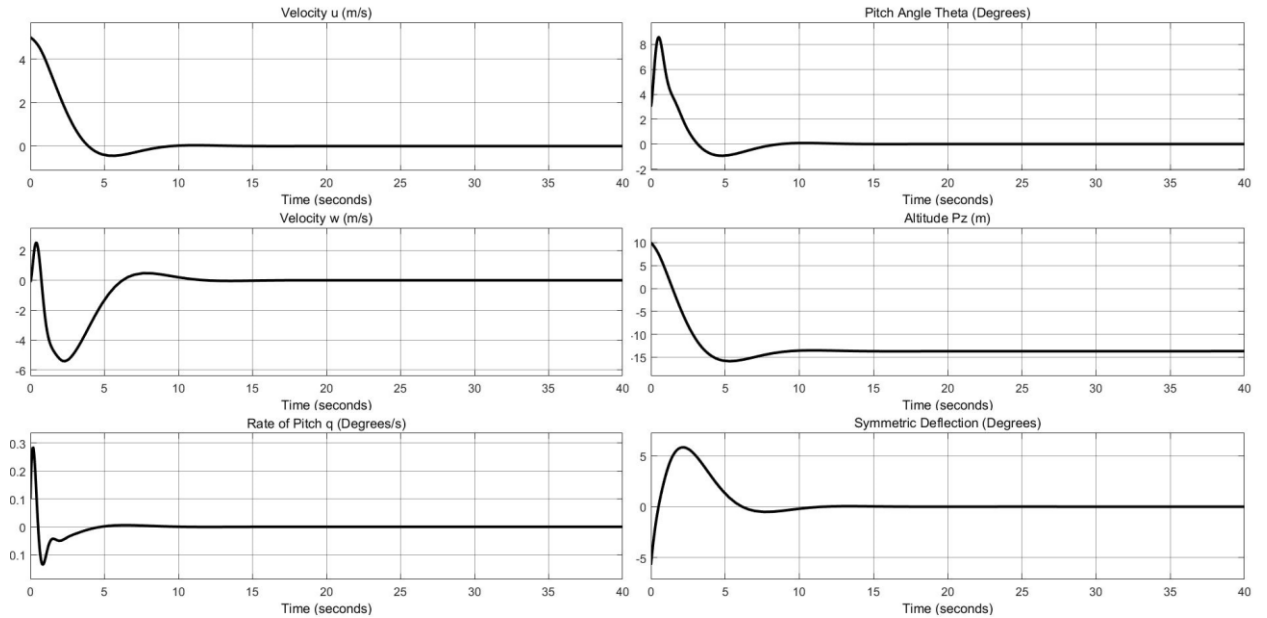 Velocity u (m/s)
4
2
0
0 5 10 15 20 25 30 35 40
Time (seconds)
Pitch Angle Theta (Degrees)
8
6
4
2
0
-2
0 5 10 15 20 25 30 35 40
Time (seconds)
Velocity w (m/s)
2
0
-2
-4
-6
0 5 10 15 20 25 30 35 40
Time (seconds)
Altitude Pz (m)
10
5
0
-5
-10
-15
0 5 10 15 20 25 30 35 40
Time (seconds)
Rate of Pitch q (Degrees/s)
0.3
0.2
0.1
0
0.1
0 5 10 15 20 25 30 35 40
Time (seconds)
Symmetric Deflection (Degrees)
5
0
-5
0 5 10 15 20 25 30 35 40
Time (seconds)